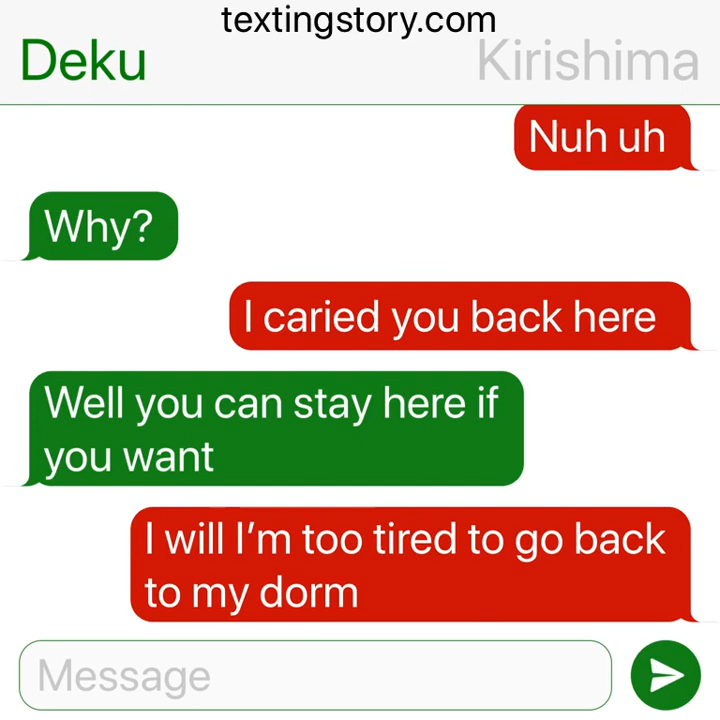 textingstory.com
Deku
Kirishima
Nuh uh
Why?
I caried you back here
Well you can stay here if
you want
I will I’m too tired to go back
to my dorm
Message